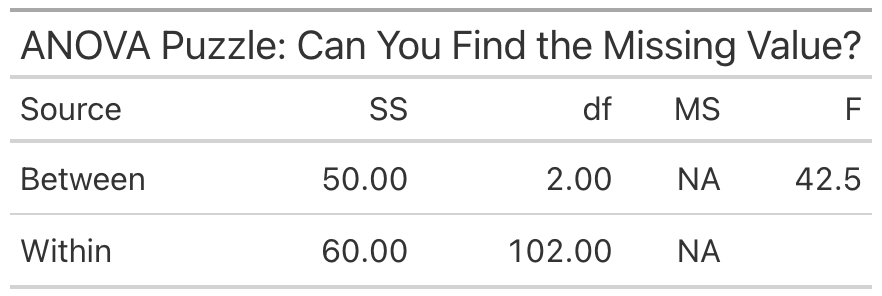 ANOVA Puzzle: Can You Find the Missing Value?
Source SS df MS F
Between 50.00 2.00 NA 42.5
Within 60.00 102.00 NA